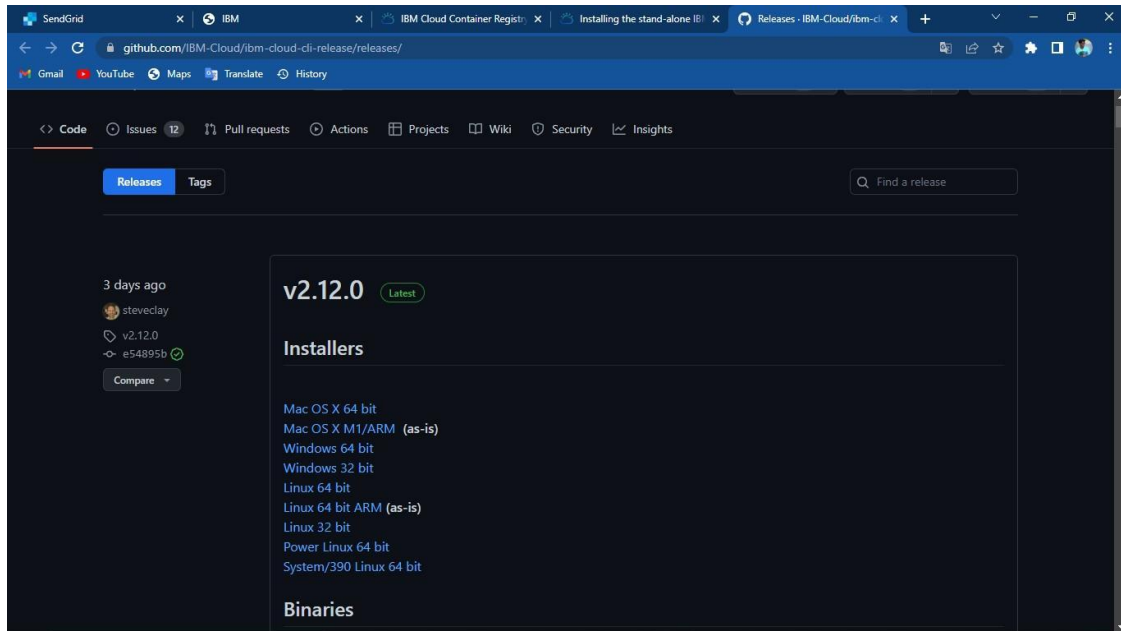 SendGrid
IBM
IBM Cloud Container Registry
Installing the stand-alone IB
Releases · IBM-Cloud/ibm-cl
github.com/IBM-Cloud/ibm-cloud-cli-release/releases/
Gmail YouTube Maps Translate History
Code Issues 12 Pull requests Actions Projects Wiki Security Insights
Releases Tags
Find a release
3 days ago
steveclay
v2.12.0
e54895b
Compare
v2.12.0 Latest
Installers
Mac OS X 64 bit
Mac OS X M1/ARM (as-is)
Windows 64 bit
Windows 32 bit
Linux 64 bit
Linux 64 bit ARM (as-is)
Linux 32 bit
Power Linux 64 bit
System/390 Linux 64 bit
Binaries